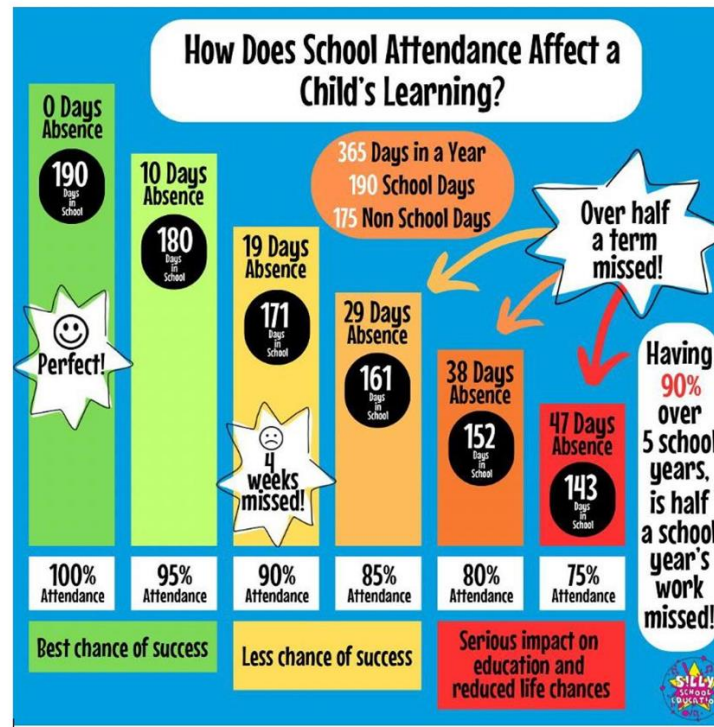 How Does School Attendance Affect a
Child's Learning?
0 Days
Absence
190
Days
in
School
Perfect!
10 Days
Absence
180
Days
in
School
19 Days
Absence
171
Days
in
School
4
weeks
missed!
365 Days in a Year
190 School Days
175 Non School Days
29 Days
Absence
161
Days
in
School
38 Days
Absence
152
Days
in
School
Over half
a term
missed!
47 Days
Absence
143
Days
in
School
Having
90%
over
5 school
years,
is half
a school
year's
work
missed!
100%
Attendance
95%
Attendance
90%
Attendance
85%
Attendance
80%
Attendance
75%
Attendance
Best chance of success
Less chance of success
Serious impact on
education and
reduced life chances
SILLY
SCHOOL
EDUCATIO